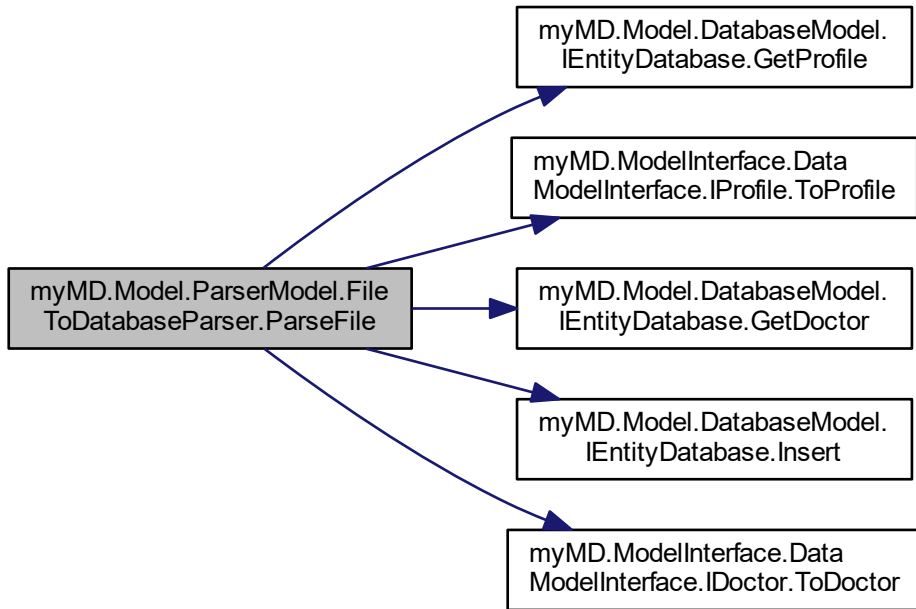 myMD.Model.DatabaseModel.
IEntityDatabase.GetProfile
myMD.ModelInterface.Data
ModelInterface.IProfile.ToProfile
myMD.Model.ParserModel.File
ToDatabaseParser.ParseFile
myMD.Model.DatabaseModel.
IEntityDatabase.GetDoctor
myMD.Model.DatabaseModel.
IEntityDatabase.Insert
myMD.ModelInterface.Data
ModelInterface.IDoctor.ToDoctor